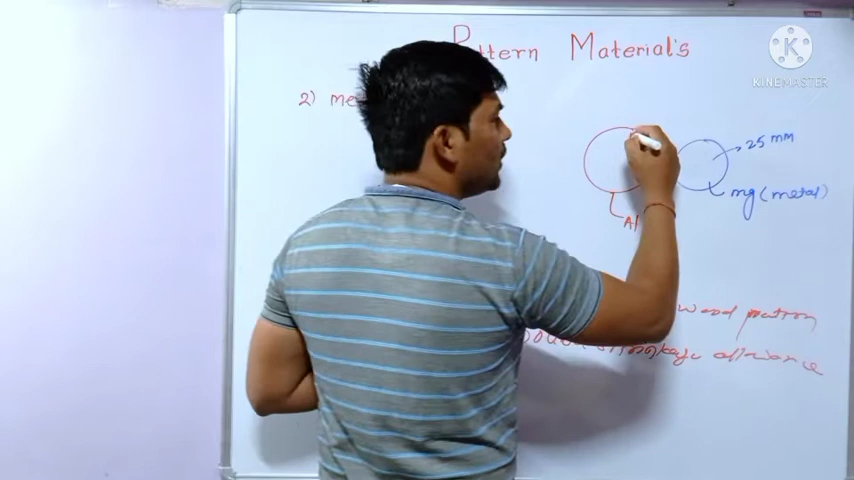 Pattern Material's
KINEMASTER
2) Me
25 mm
mg (metal)
Al
wood pattern